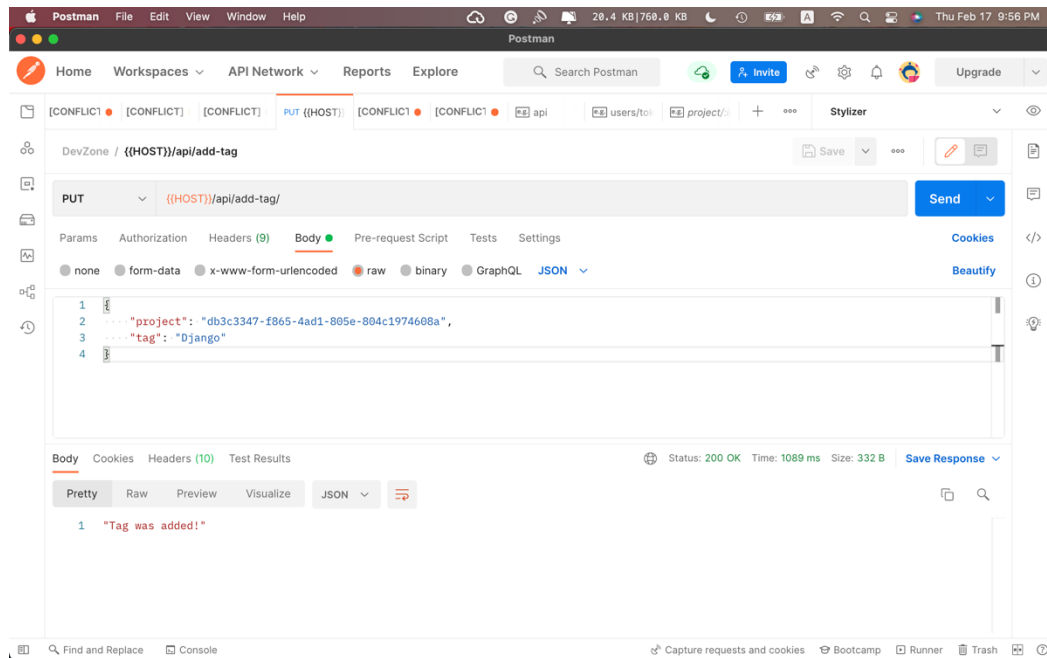 Postman File Edit View Window Help 20.4 KB|760.0 KB A Thu Feb 17 9:56 PM
Postman
Home Workspaces API Network Reports Explore Search Postman Invite Upgrade
[CONFLICT [CONFLICT] [CONFLICT] PUT {{HOST}} [CONFLICT [CONFLICT e.g. api e.g. users/tok e.g. project/ + Stylizer
DevZone / {{HOST}}/api/add-tag Save
PUT {{HOST}}/api/add-tag/ Send
Params Authorization Headers (9) Body Pre-request Script Tests Settings Cookies
none form-data x-www-form-urlencoded raw binary GraphQL JSON Beautify
1 {
2 "project": "db3c3347-f865-4ad1-805e-804c1974608a",
3 "tag": "Django"
4 }
Body Cookies Headers (10) Test Results Status: 200 OK Time: 1089 ms Size: 332 B Save Response
Pretty Raw Preview Visualize JSON
1 "Tag was added!"
Find and Replace Console Capture requests and cookies Bootcamp Runner Trash